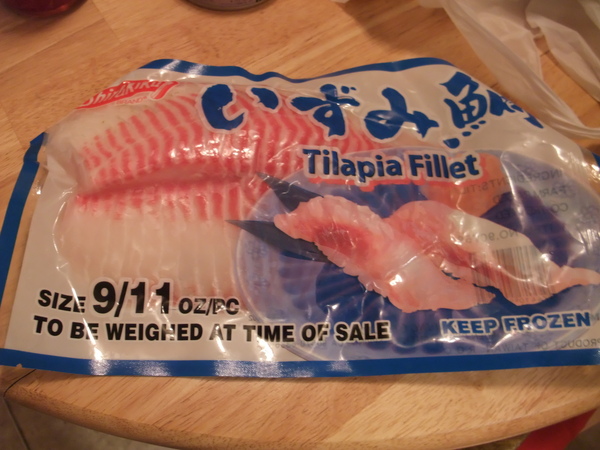 Shirakiku
いずみ鯛
Tilapia Fillet
SIZE 9/11 OZ/PC
TO BE WEIGHED AT TIME OF SALE
KEEP FROZEN